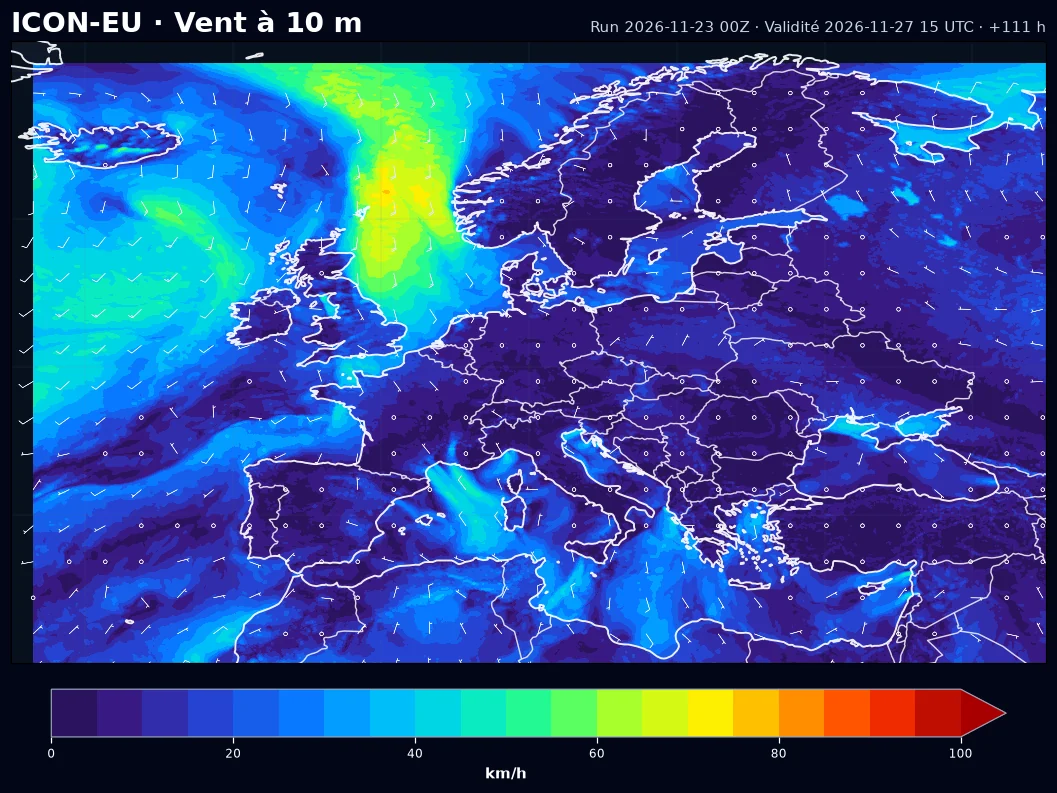 ICON-EU · Vent à 10 m
Run 2026-11-23 00Z · Validité 2026-11-27 15 UTC · +111 h
0 20 40 60 80 100
km/h